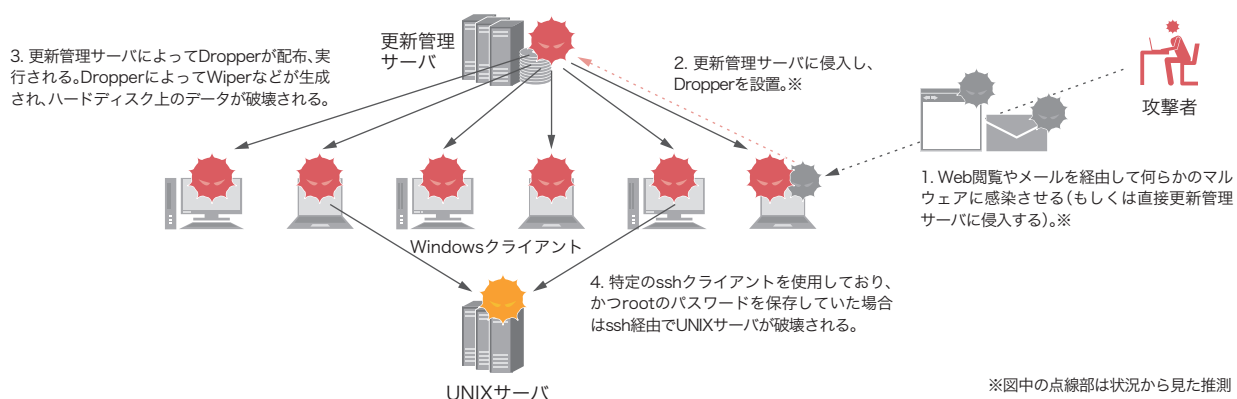 3. 更新管理サーバによってDropperが配布、実
行される。DropperによってWiperなどが生成
され、ハードディスク上のデータが破壊される。
更新管理
サーバ
2. 更新管理サーバに侵入し、
Dropperを設置。※
攻撃者
1. Web閲覧やメールを経由して何らかのマル
ウェアに感染させる(もしくは直接更新管理
サーバに侵入する)。※
Windowsクライアント
4. 特定のsshクライアントを使用しており、
かつrootのパスワードを保存していた場合
はssh経由でUNIXサーバが破壊される。
UNIXサーバ
※図中の点線部は状況から見た推測